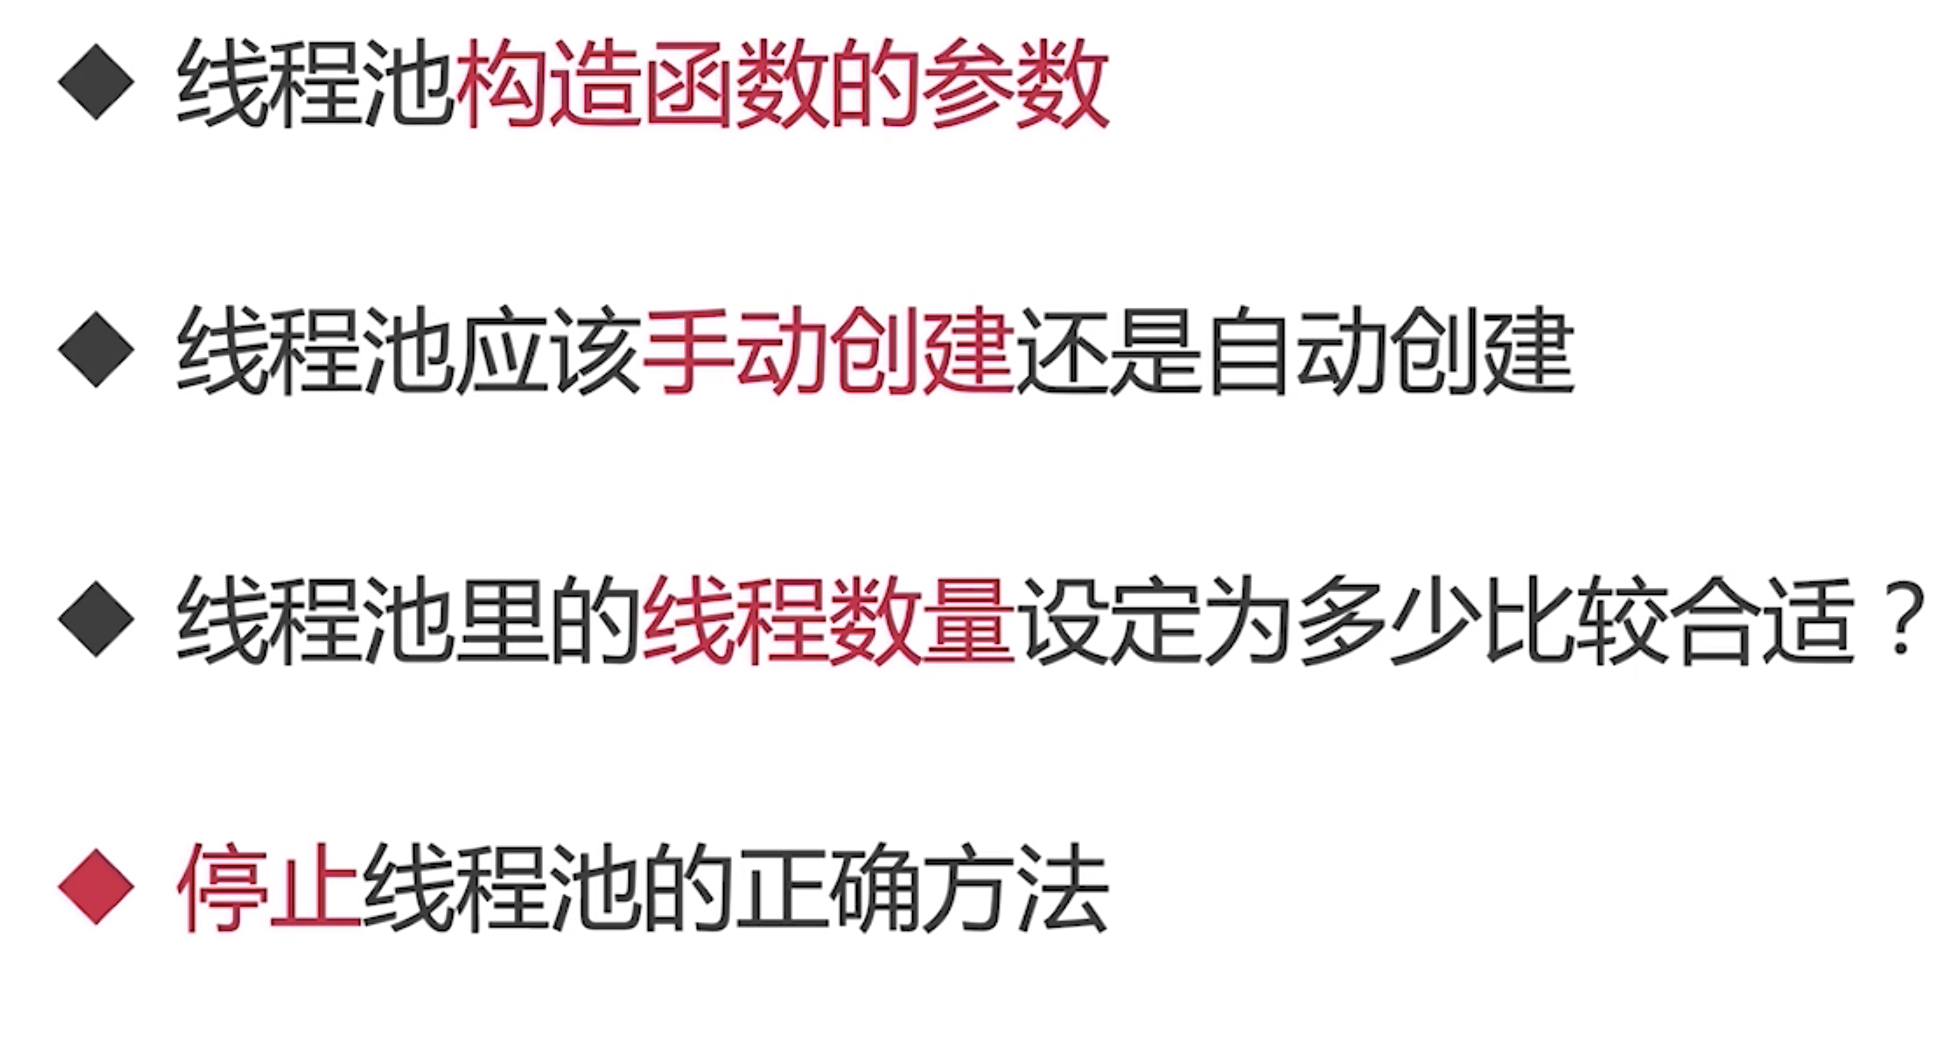 ◆ 线程池构造函数的参数
◆ 线程池应该手动创建还是自动创建
◆ 线程池里的线程数量设定为多少比较合适？
◆ 停止线程池的正确方法